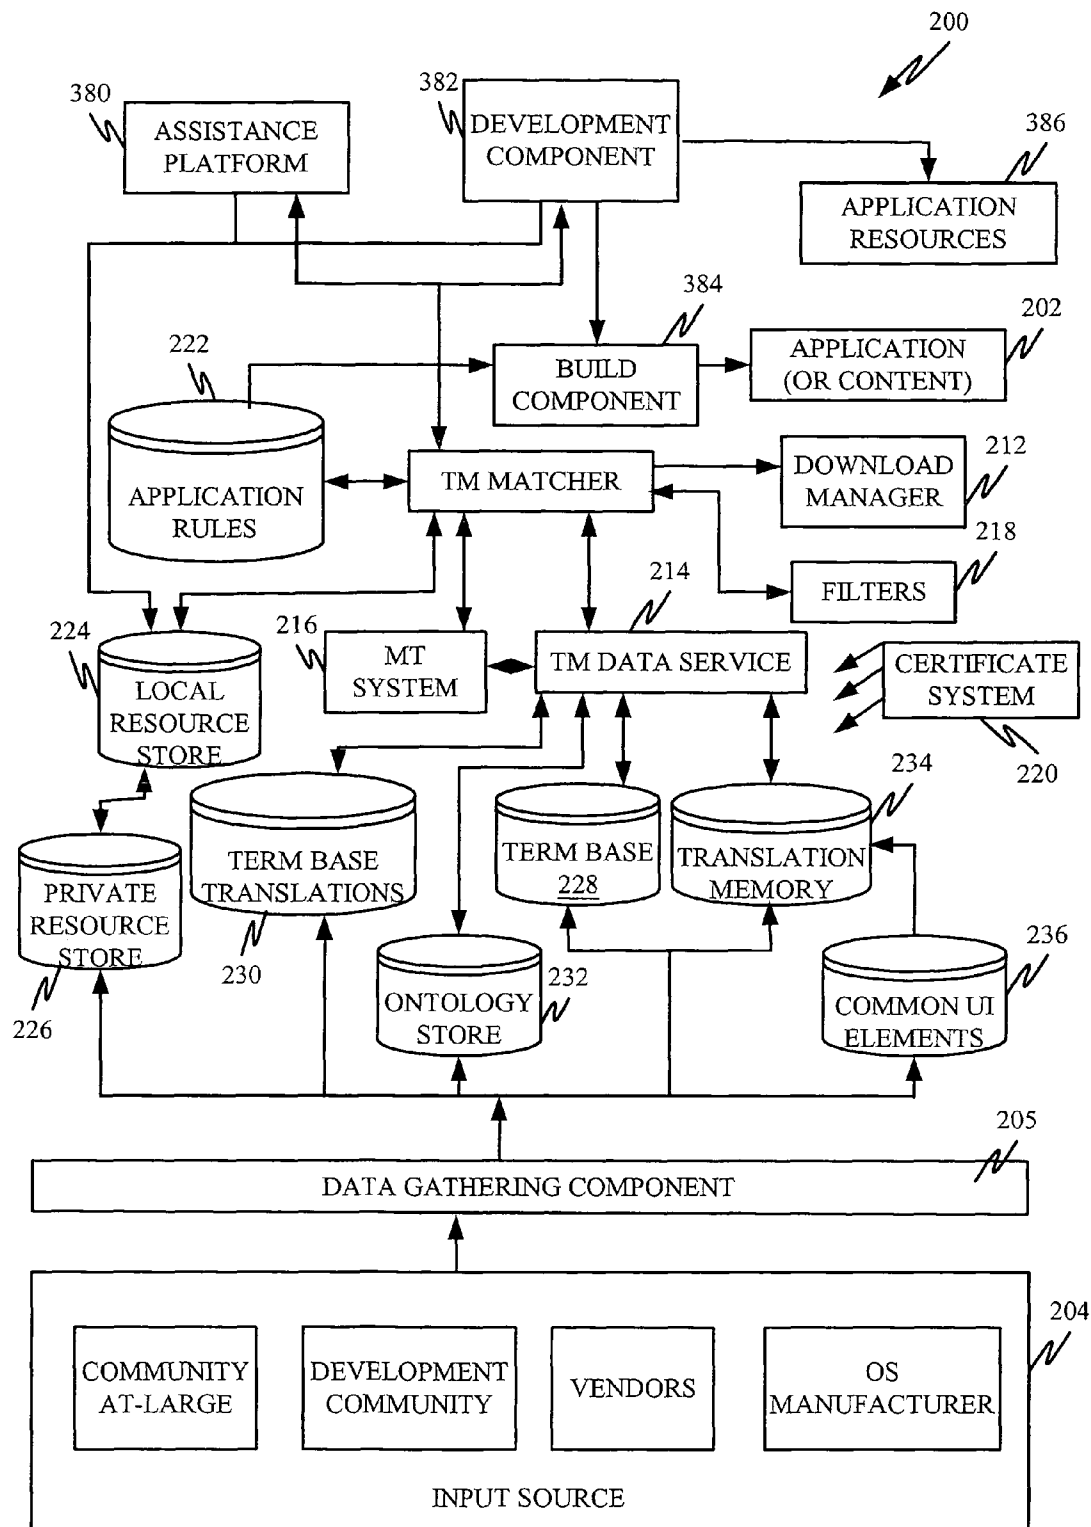 200
380
ASSISTANCE
PLATFORM
382
DEVELOPMENT
COMPONENT
386
APPLICATION
RESOURCES
384
BUILD
COMPONENT
202
APPLICATION
(OR CONTENT)
222
APPLICATION
RULES
TM MATCHER
212
DOWNLOAD
MANAGER
218
FILTERS
224
LOCAL
RESOURCE
STORE
216
MT
SYSTEM
214
TM DATA SERVICE
CERTIFICATE
SYSTEM
220
PRIVATE
RESOURCE
STORE
226
TERM BASE
TRANSLATIONS
230
TERM BASE
228
234
TRANSLATION
MEMORY
232
ONTOLOGY
STORE
236
COMMON UI
ELEMENTS
205
DATA GATHERING COMPONENT
204
COMMUNITY
AT-LARGE
DEVELOPMENT
COMMUNITY
VENDORS
OS
MANUFACTURER
INPUT SOURCE